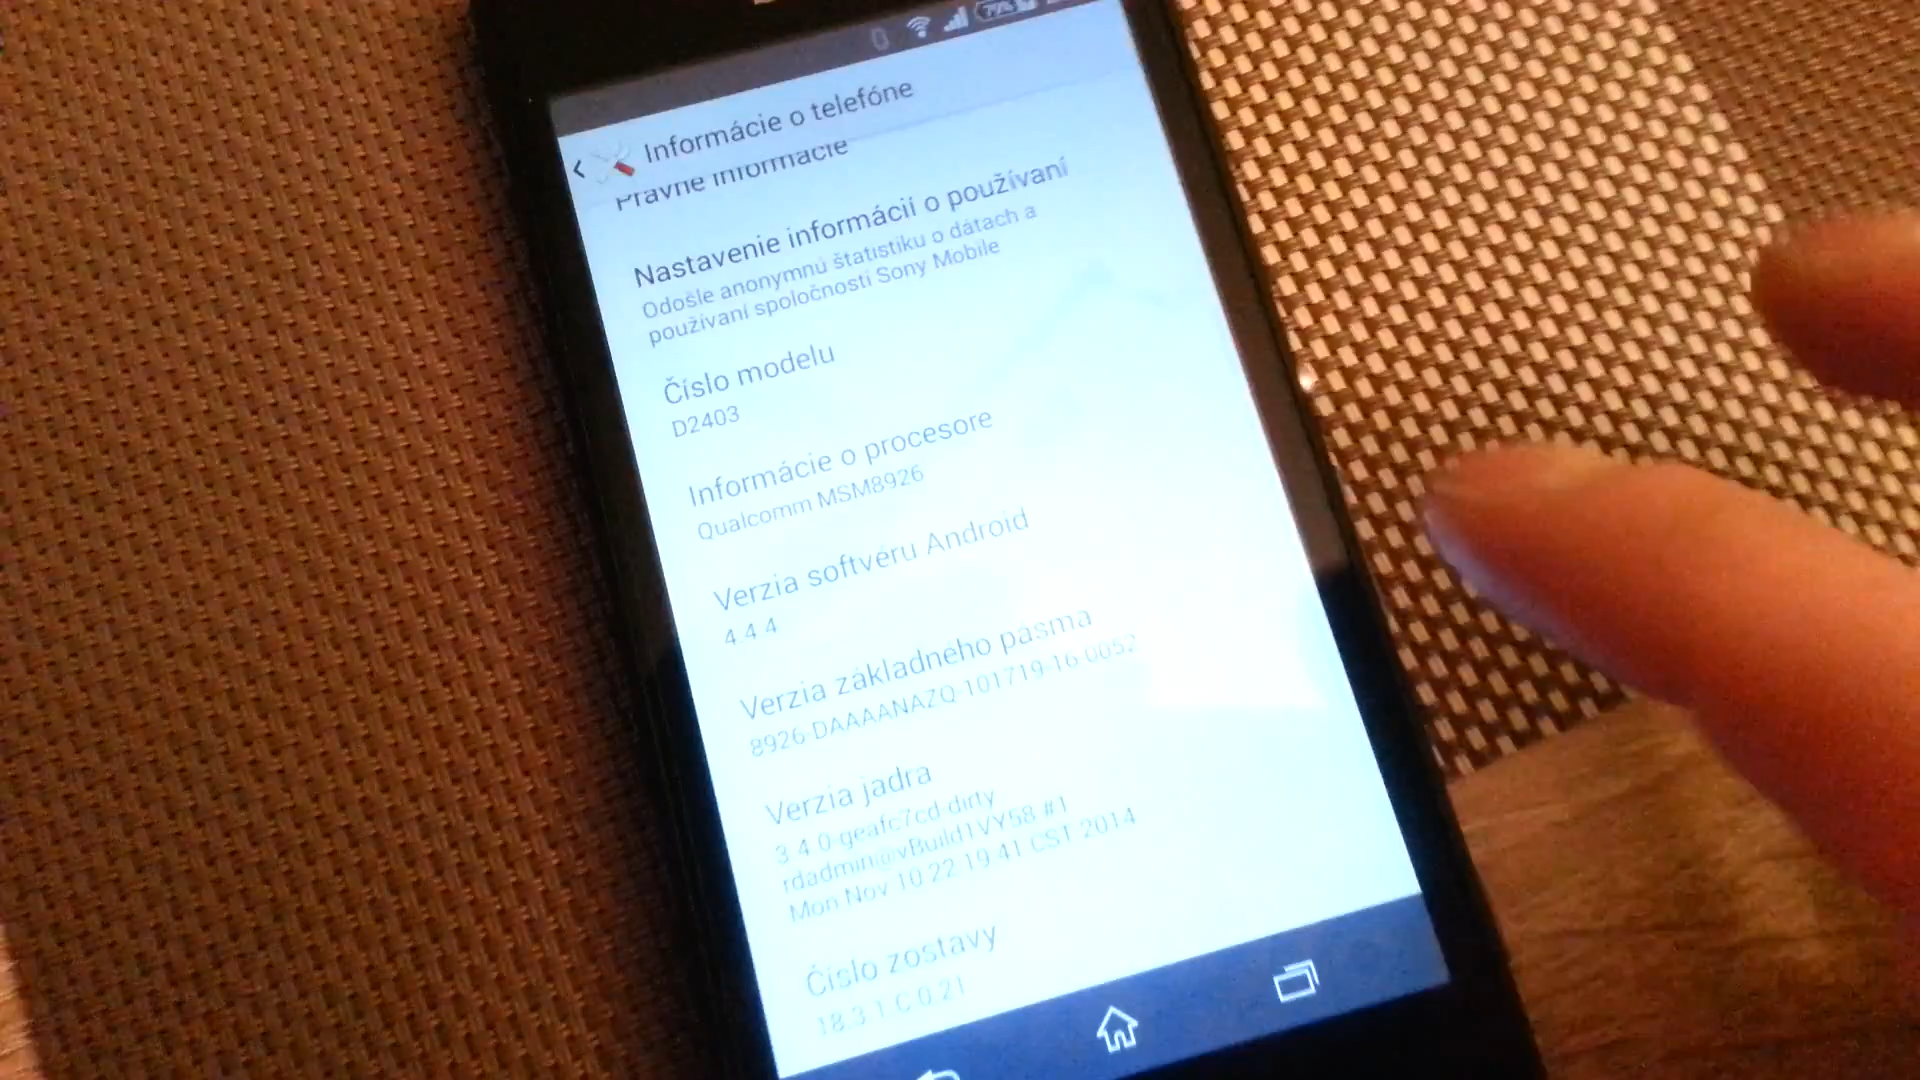 79%
Informácie o telefóne
Právne informácie
Nastavenie informácií o používaní
Odošle anonymnú štatistiku o dátach a
používaní spoločnosti Sony Mobile
Číslo modelu
D2403
Informácie o procesore
Qualcomm MSM8926
Verzia softvéru Android
4.4.4
Verzia základného pásma
8926-DAAAANAZQ-101719-16-0052
Verzia jadra
3.4.0-geafc7cd-dirty
rdadmin@vBuild1VY58 #1
Mon Nov 10 22:19:41 CST 2014
Číslo zostavy
18.3.1.C.0.21